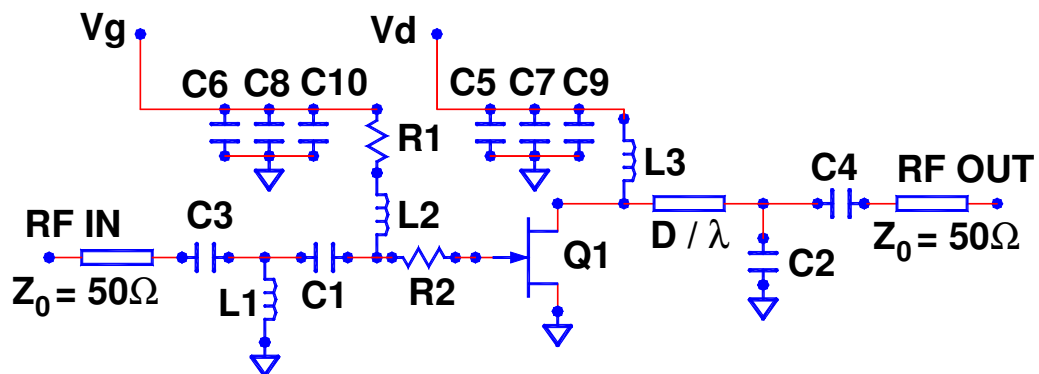 Vg
Vd
C6 C8 C10
C5 C7 C9
R1
L3
C4
RF OUT
RF IN
C3
L2
D / λ
Z₀ = 50Ω
Q1
C2
Z₀ = 50Ω
L1
C1
R2